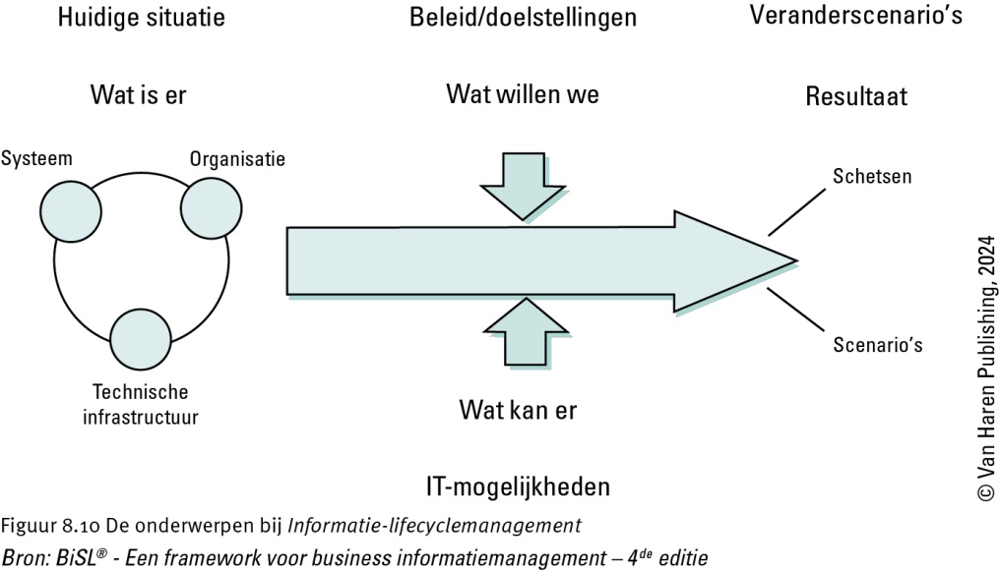 Huidige situatie
Beleid/doelstellingen
Veranderscenario's
Wat is er
Wat willen we
Resultaat
Systeem
Organisatie
Technische
infrastructuur
Schetsen
Scenario's
Wat kan er
IT-mogelijkheden
© Van Haren Publishing, 2024
Figuur 8.10 De onderwerpen bij Informatie-lifecyclemanagement
Bron: BiSL® - Een framework voor business informatiemanagement – 4de editie